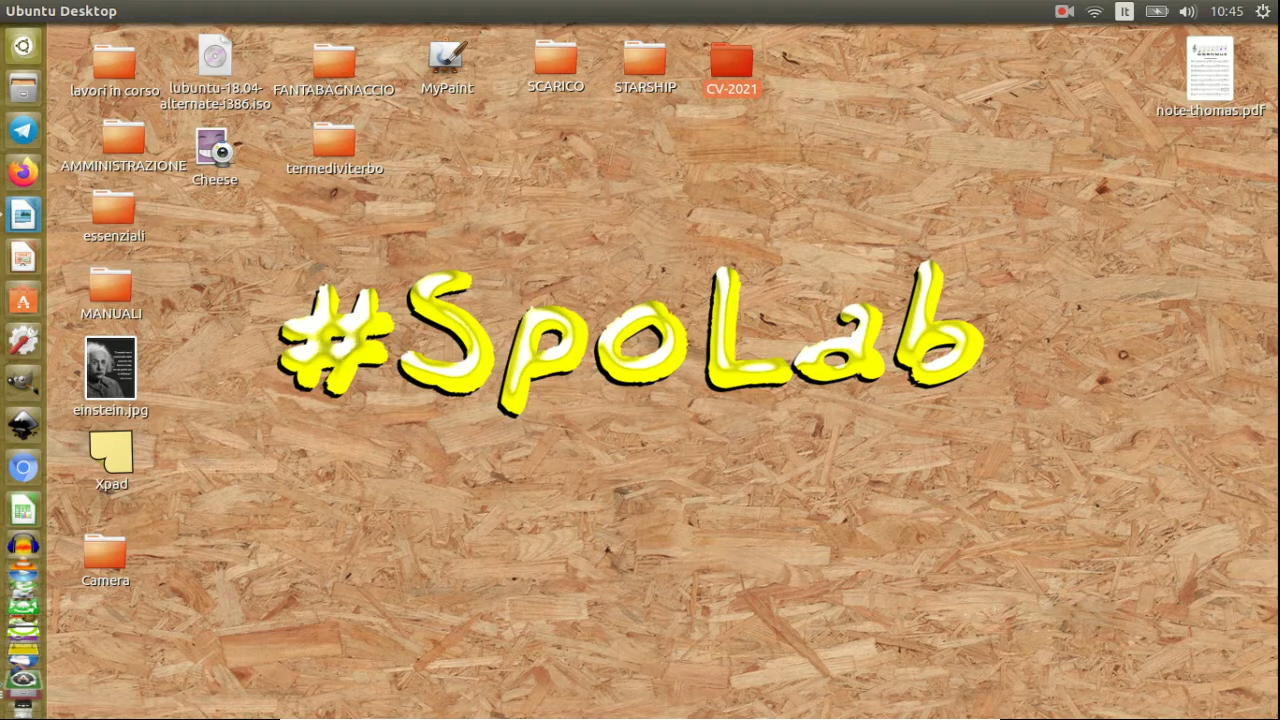 Ubuntu Desktop
It
10:45
lavori in corso
lubuntu-18.04-
alternate-i386.iso
FANTABAGNACCIO
MyPaint
SCARICO
STARSHIP
CV-2021
note-thomas.pdf
AMMINISTRAZIONE
Cheese
termediviterbo
essenziali
MANUALI
#SpoLab
einstein.jpg
Xpad
Camera